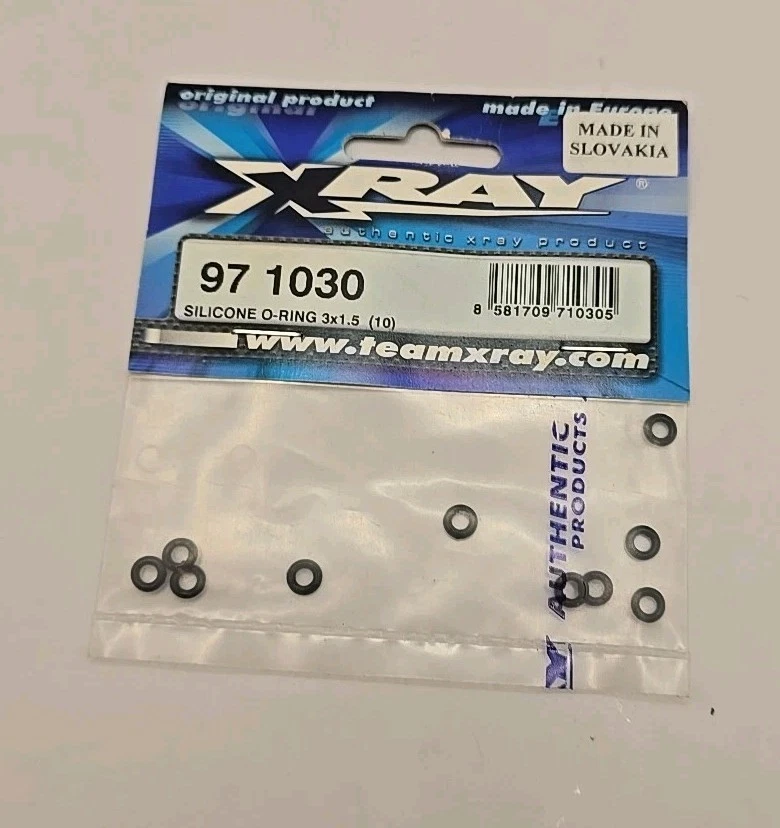 original product
original
made in Europe
MADE IN
SLOVAKIA
XRAY®
authentic xray product
97 1030
SILICONE O-RING 3x1.5 (10)
8 581709 710305
www.teamxray.com
AUTHENTIC
PRODUCTS